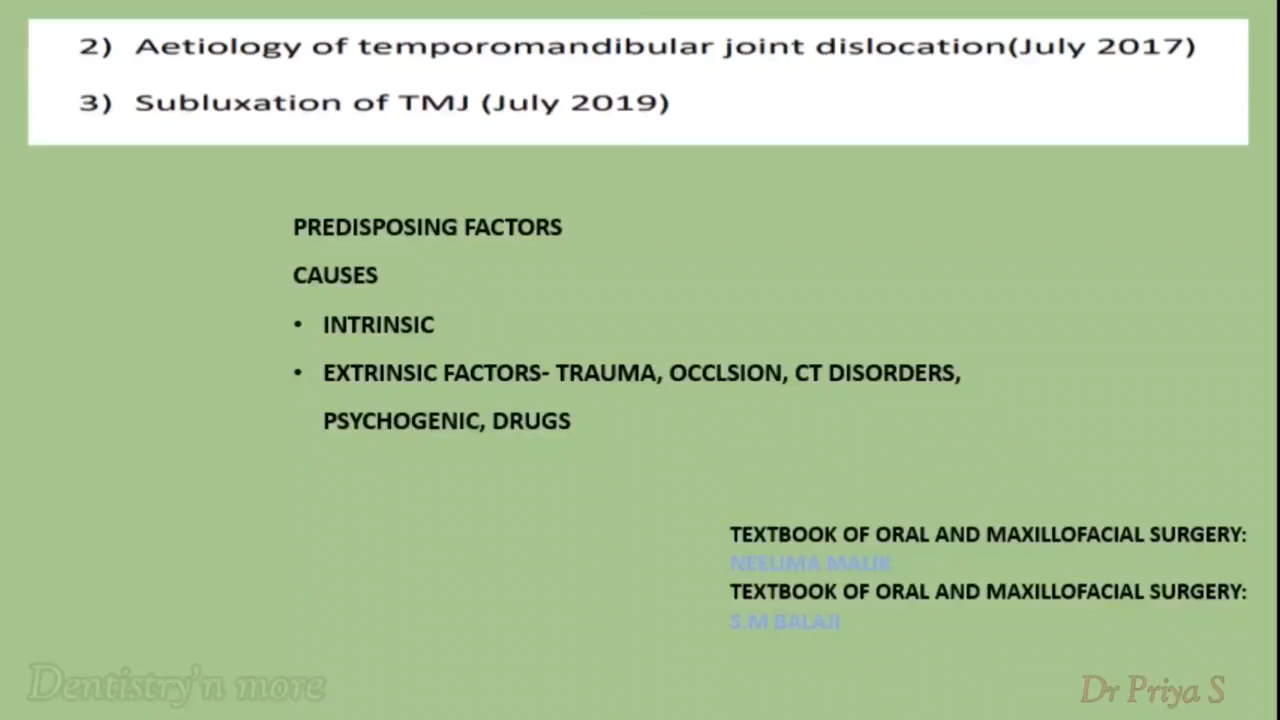 2) Aetiology of temporomandibular joint dislocation(July 2017)
3) Subluxation of TMJ (July 2019)
PREDISPOSING FACTORS
CAUSES
• INTRINSIC
• EXTRINSIC FACTORS- TRAUMA, OCCLSION, CT DISORDERS,
PSYCHOGENIC, DRUGS
TEXTBOOK OF ORAL AND MAXILLOFACIAL SURGERY:
NEELIMA MALIK
TEXTBOOK OF ORAL AND MAXILLOFACIAL SURGERY:
S.M BALAJI
Dentistry'n more
Dr Priya S